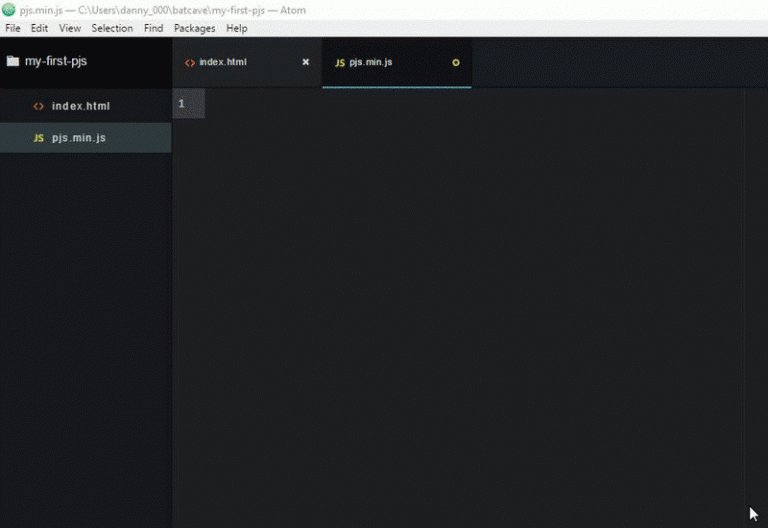 pjs.min.js — C:\Users\danny_000\batcave\my-first-pjs — Atom
File Edit View Selection Find Packages Help
my-first-pjs
<> index.html
JS pjs.min.js
<> index.html
JS pjs.min.js
1